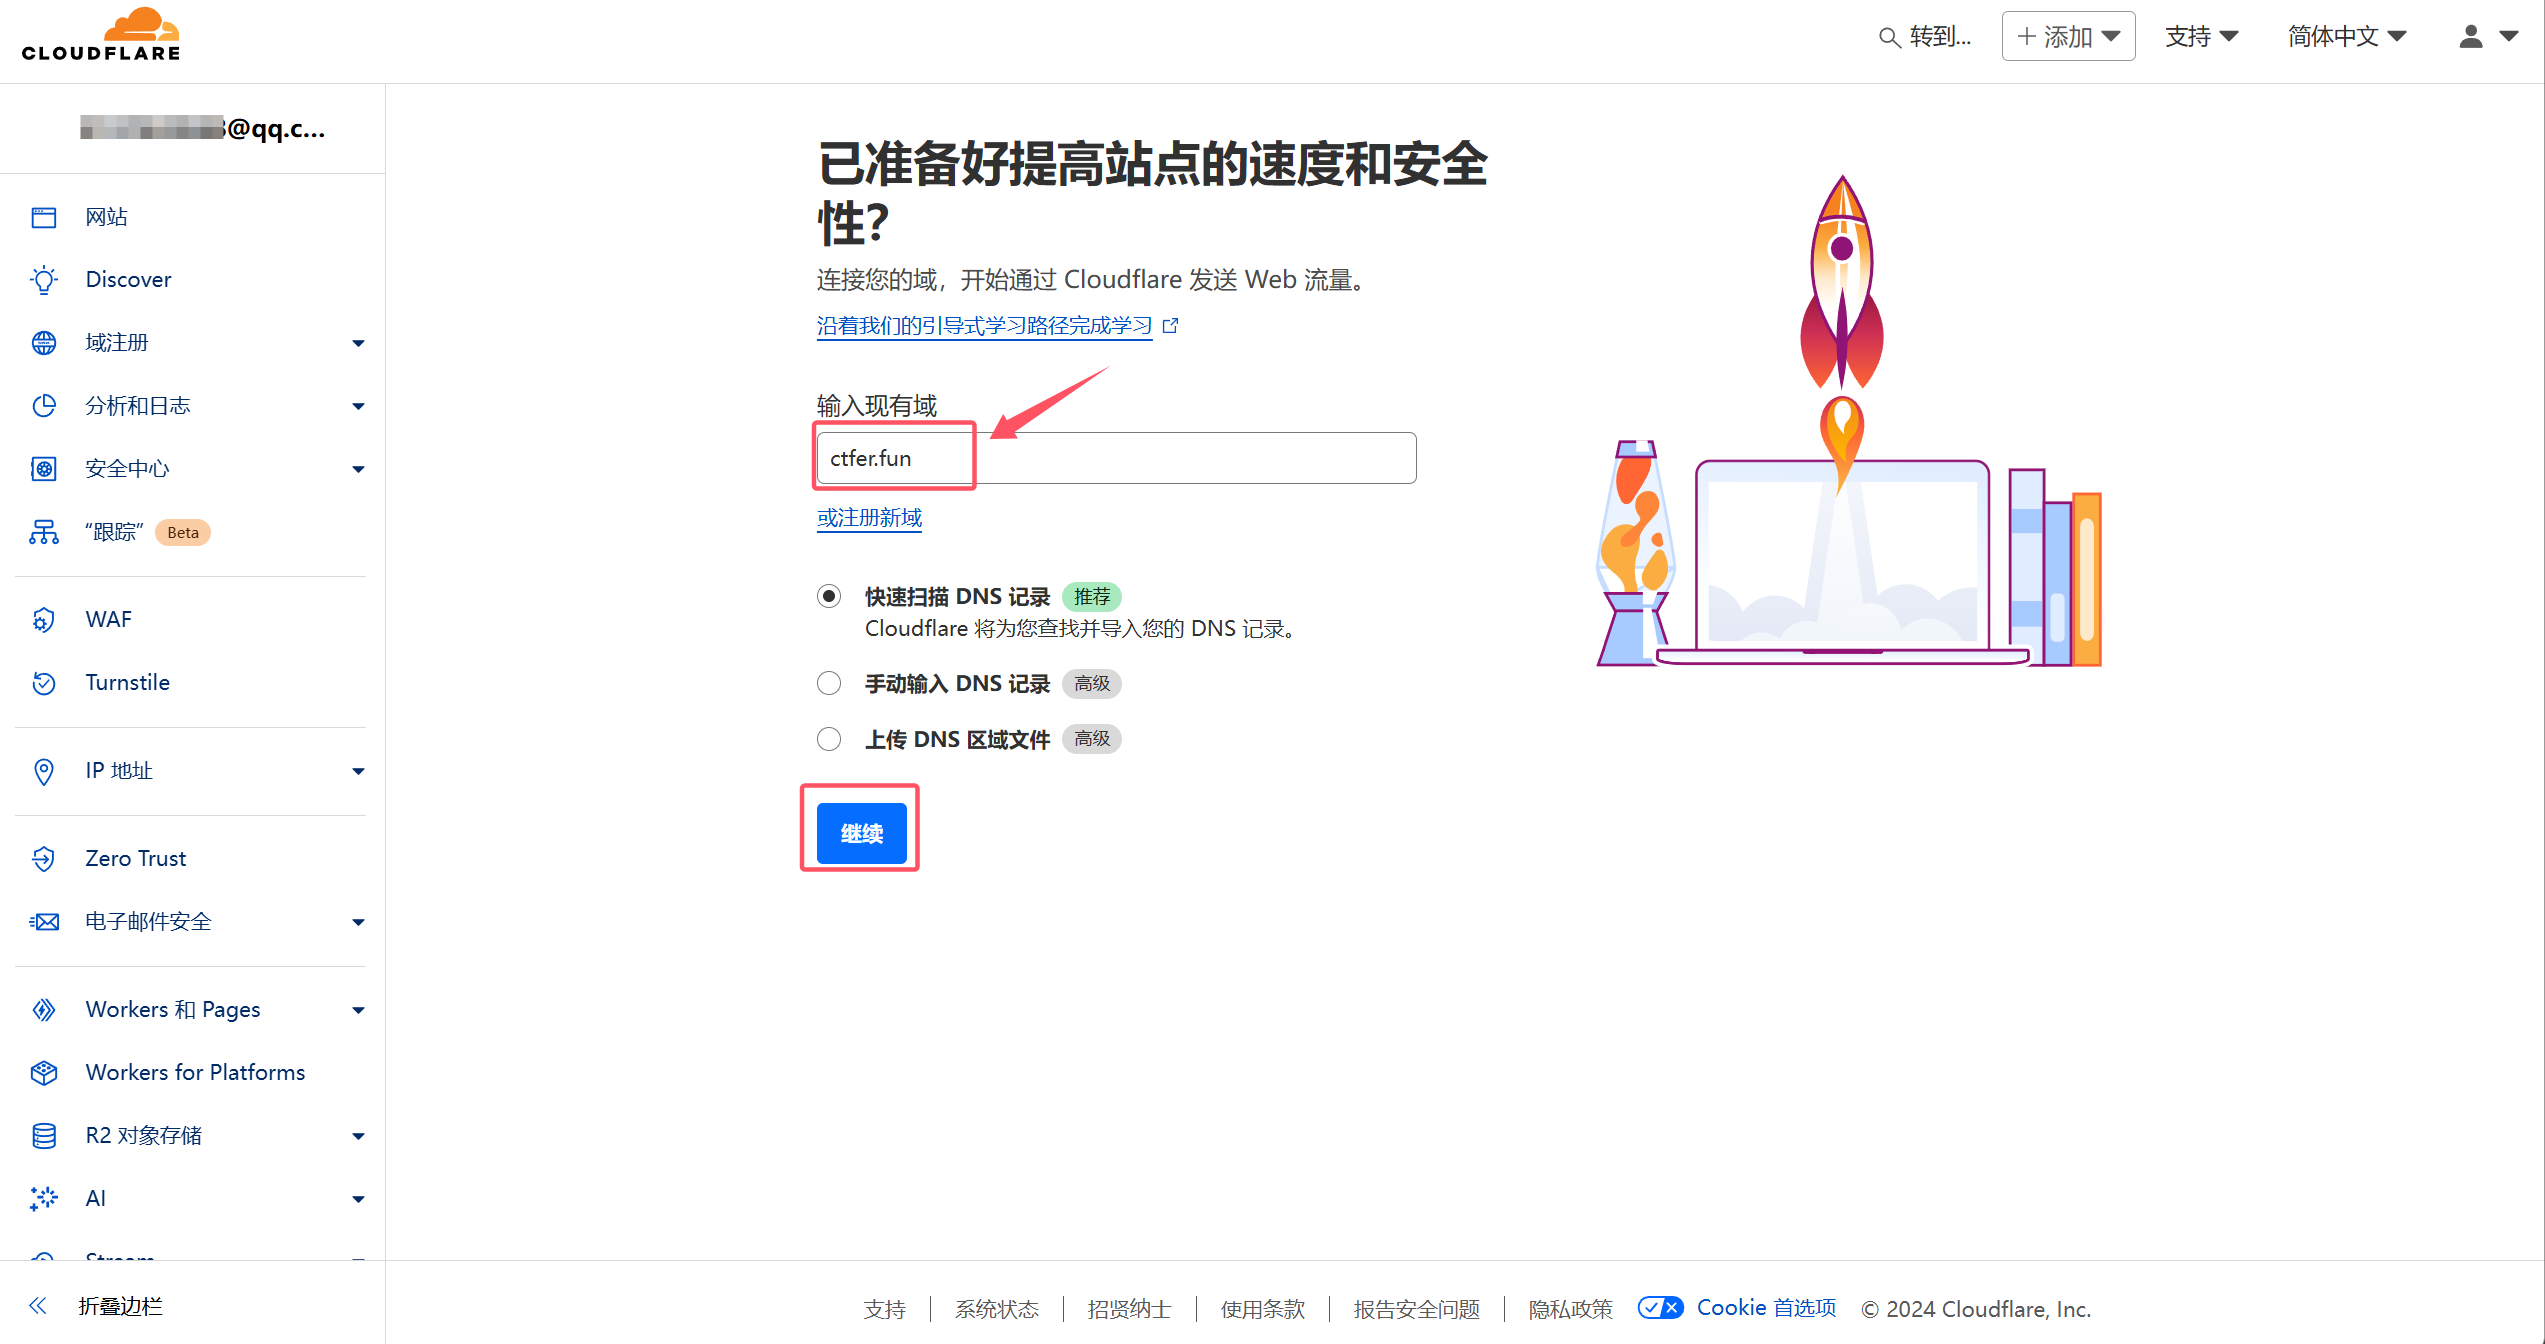 CLOUDFLARE
转到...
添加
支持
简体中文
@qq.c...
网站
Discover
域注册
分析和日志
安全中心
“跟踪” Beta
WAF
Turnstile
IP 地址
Zero Trust
电子邮件安全
Workers 和 Pages
Workers for Platforms
R2 对象存储
AI
Stream
折叠边栏
已准备好提高站点的速度和安全
性？
连接您的域，开始通过 Cloudflare 发送 Web 流量。
沿着我们的引导式学习路径完成学习
输入现有域
ctfer.fun
或注册新域
快速扫描 DNS 记录 推荐
Cloudflare 将为您查找并导入您的 DNS 记录。
手动输入 DNS 记录 高级
上传 DNS 区域文件 高级
继续
支持
系统状态
招贤纳士
使用条款
报告安全问题
隐私政策
Cookie 首选项
© 2024 Cloudflare, Inc.